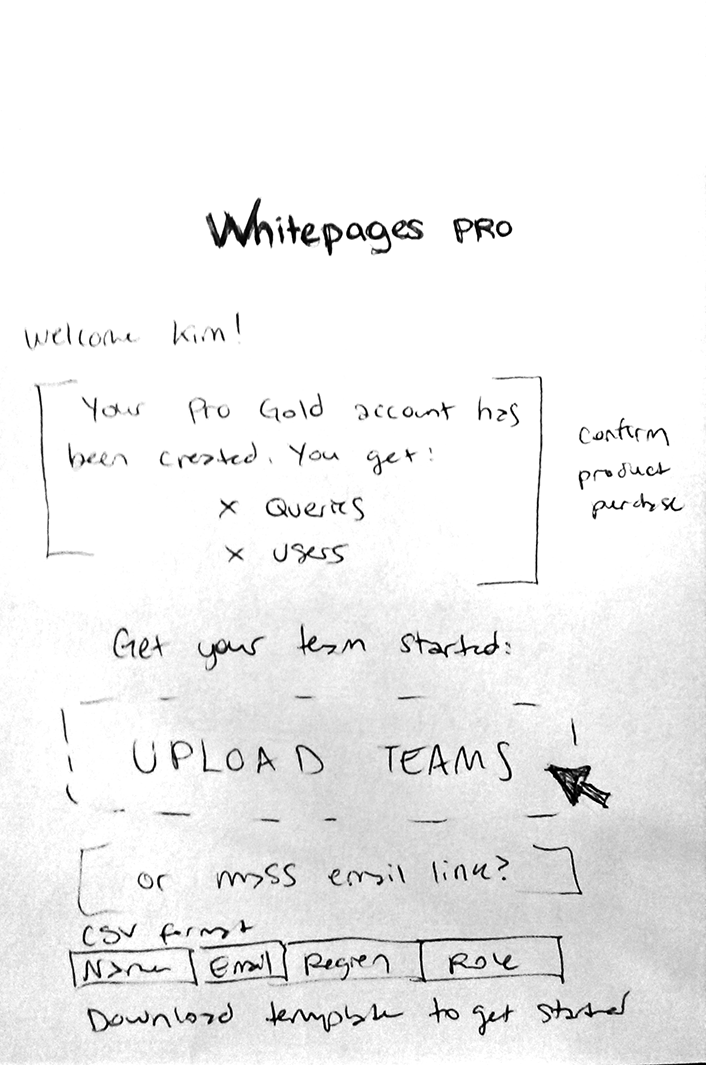 Whitepages PRO
Welcome Kim!
Your Pro Gold account has
been created. You get:
x Queries
x Users
Confirm
product
purchase
Get your team started:
UPLOAD TEAMS
or mass email link?
CSV format
Name Email Region Role
Download template to get started